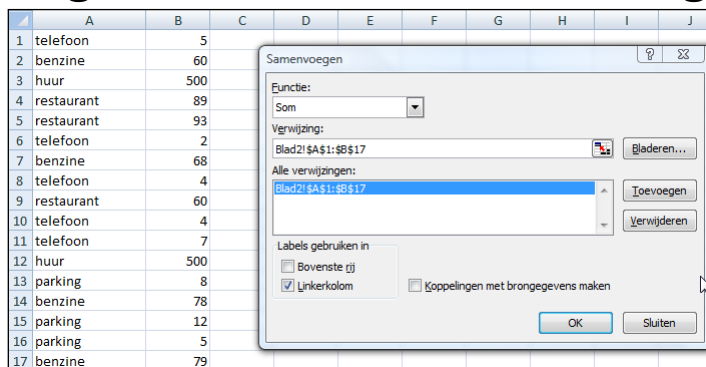 A B C D E F G H I J
1 telefoon 5
2 benzine 60
3 huur 500
4 restaurant 89
5 restaurant 93
6 telefoon 2
7 benzine 68
8 telefoon 4
9 restaurant 60
10 telefoon 4
11 telefoon 7
12 huur 500
13 parking 8
14 benzine 78
15 parking 12
16 parking 5
17 benzine 79
Samenvoegen
Functie:
Som
Verwijzing:
Blad2!$A$1:$B$17
Bladeren...
Alle verwijzingen:
Blad2!$A$1:$B$17
Toevoegen
Verwijderen
Labels gebruiken in
Bovenste rij
Linkerkolom
Koppelingen met brongegevens maken
OK
Sluiten